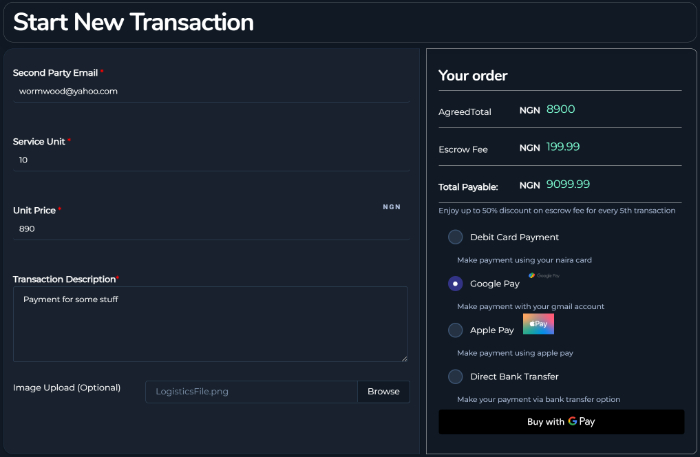 Start New Transaction
Second Party Email *
wormwood@yahoo.com
Service Unit *
10
Unit Price *
NGN
890
Transaction Description*
Payment for some stuff
Image Upload (Optional)
LogisticsFile.png
Browse
Your order
AgreedTotal NGN 8900
Escrow Fee NGN 199.99
Total Payable: NGN 9099.99
Enjoy up to 50% discount on escrow fee for every 5th transaction
Debit Card Payment
Make payment using your naira card
Google Pay Google Pay
Make payment with your gmail account
Apple Pay Pay
Make payment using apple pay
Direct Bank Transfer
Make your payment via bank transfer option
Buy with G Pay